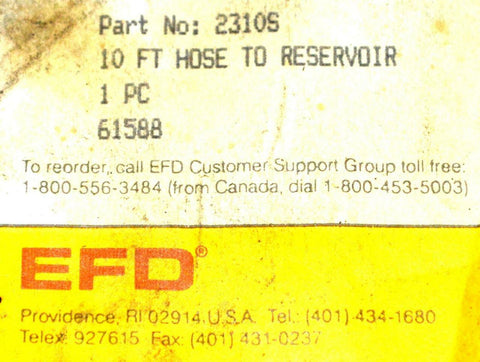 Part No: 2310S
10 FT HOSE TO RESERVOIR
1 PC
61588
To reorder, call EFD Customer Support Group toll free:
1-800-556-3484 (from Canada, dial 1-800-453-5003)
EFD®
Providence, RI 02914 U.S.A. Tel.: (401) 434-1680
Telex 927615 Fax: (401) 431-0237